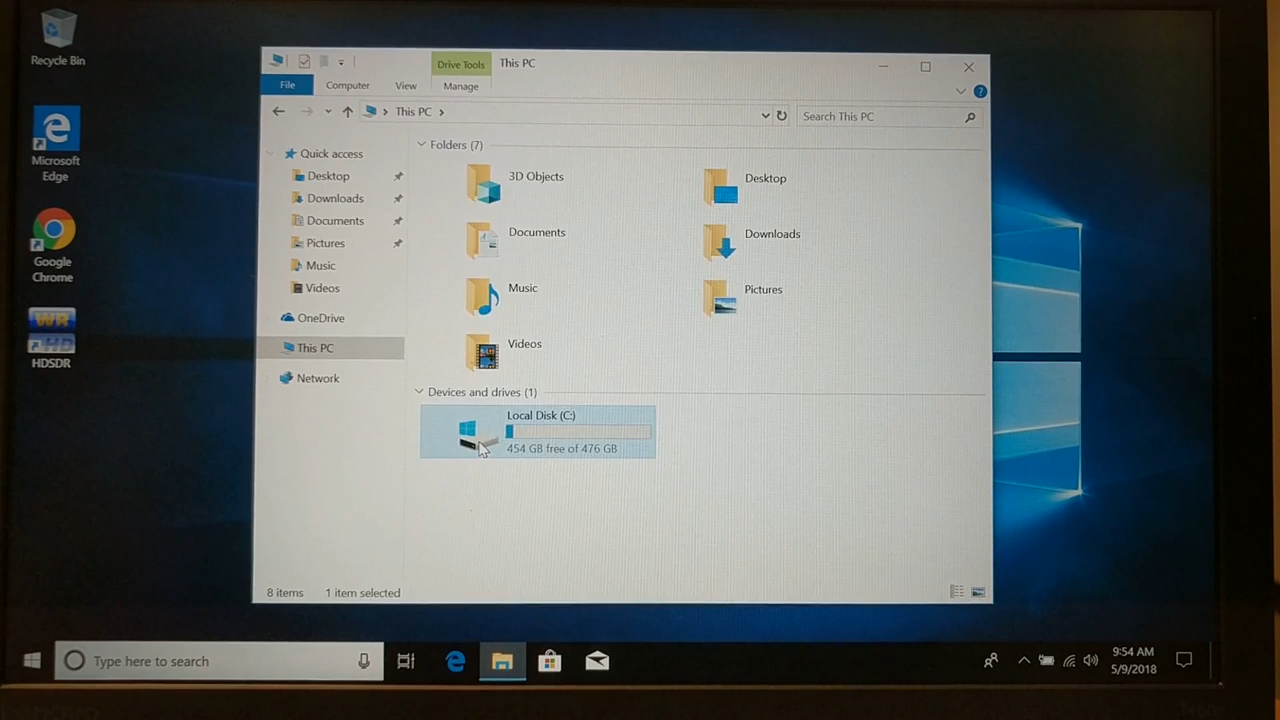 Recycle Bin
Microsoft
Edge
Google
Chrome
WR
HD
HDSDR
Drive Tools
This PC
File
Computer
View
Manage
This PC
Search This PC
Quick access
Desktop
Downloads
Documents
Pictures
Music
Videos
OneDrive
This PC
Network
Folders (7)
3D Objects
Desktop
Documents
Downloads
Music
Pictures
Videos
Devices and drives (1)
Local Disk (C:)
454 GB free of 476 GB
8 items
1 item selected
Type here to search
9:54 AM
5/9/2018